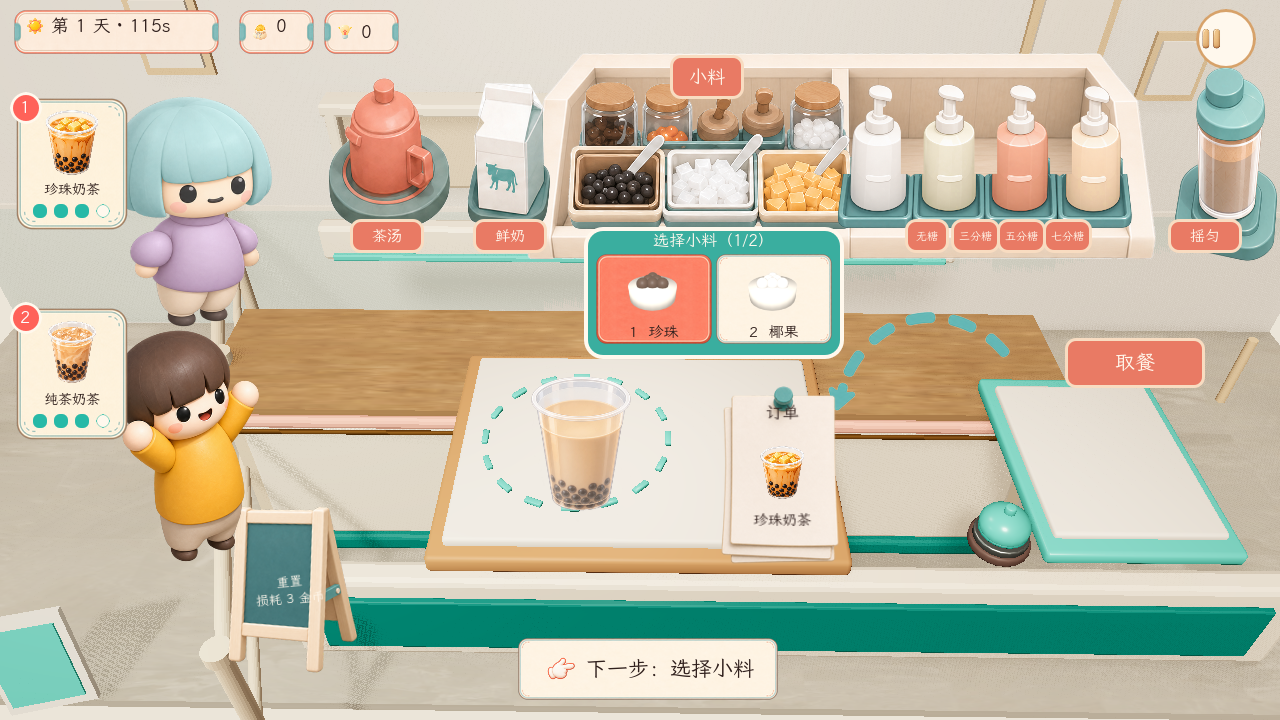 第 1 天·115s
0
0
小料
1
珍珠奶茶
茶汤
鲜奶
无糖
三分糖
五分糖
七分糖
摇匀
选择小料 (1/2)
1 珍珠
2 椰果
2
纯茶奶茶
取餐
订单
珍珠奶茶
重置
损耗 3 金币
下一步: 选择小料